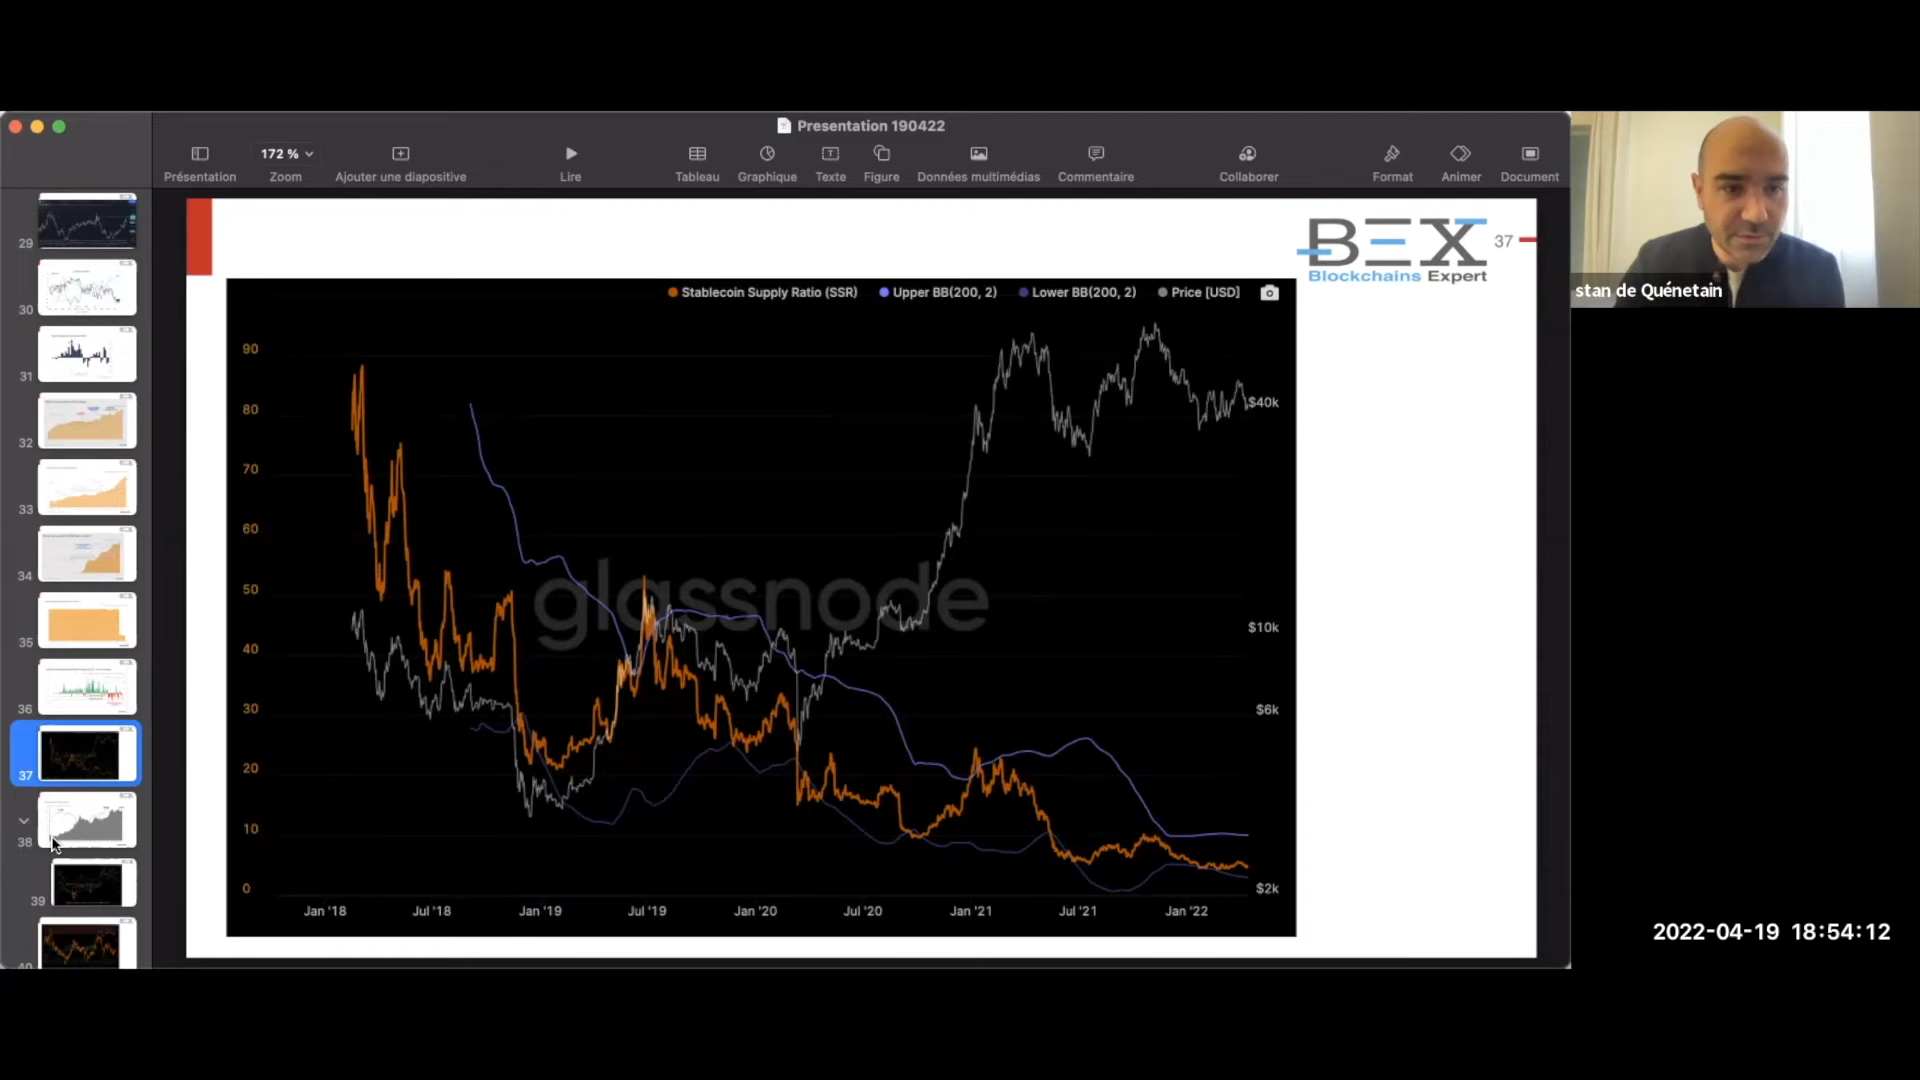 Presentation 190422
172 %
Présentation
Zoom
Ajouter une diapositive
Lire
Tableau
Graphique
Texte
Figure
Données multimédias
Commentaire
Collaborer
Format
Animer
Document
29
30
31
32
33
34
35
36
37
38
39
40
BEX
Blockchains Expert
37
Stablecoin Supply Ratio (SSR)
Upper BB(200, 2)
Lower BB(200, 2)
Price [USD]
90
80
70
60
50
40
30
20
10
0
$40k
$10k
$6k
$2k
glassnode
Jan '18
Jul '18
Jan '19
Jul '19
Jan '20
Jul '20
Jan '21
Jul '21
Jan '22
stan de Quénetain
2022-04-19 18:54:12